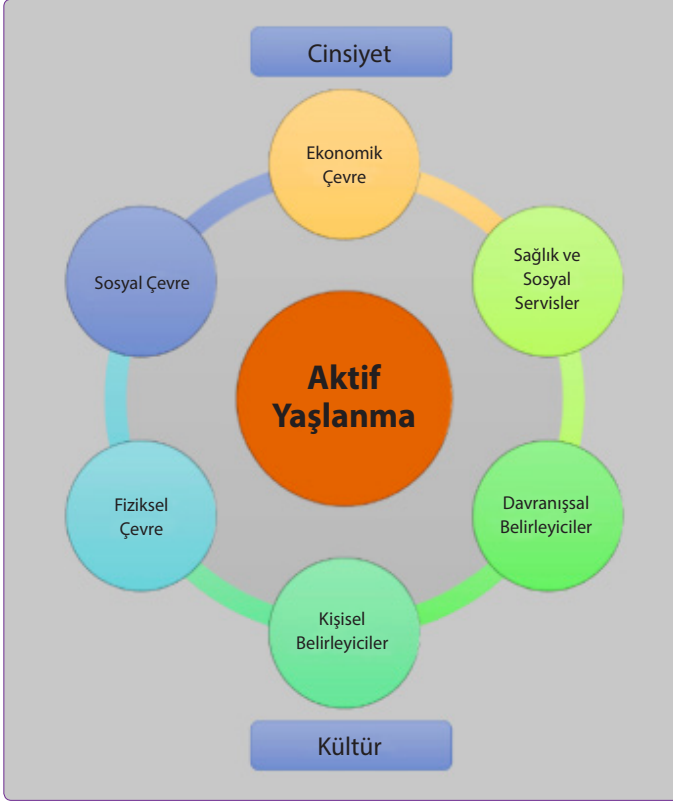 Cinsiyet
Ekonomik
Çevre
Sağlık ve
Sosyal
Servisler
Sosyal Çevre
Aktif
Yaşlanma
Fiziksel
Çevre
Davranışsal
Belirleyiciler
Kişisel
Belirleyiciler
Kültür